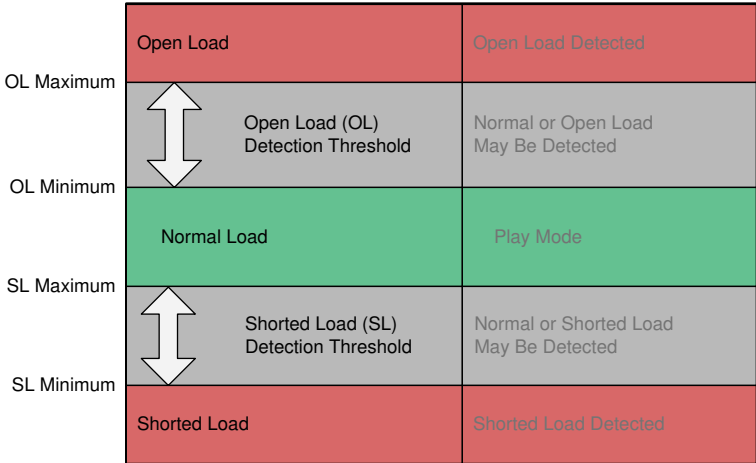 Open Load
Open Load Detected
OL Maximum
Open Load (OL)
Detection Threshold
Normal or Open Load
May Be Detected
OL Minimum
Normal Load
Play Mode
SL Maximum
Shorted Load (SL)
Detection Threshold
Normal or Shorted Load
May Be Detected
SL Minimum
Shorted Load
Shorted Load Detected